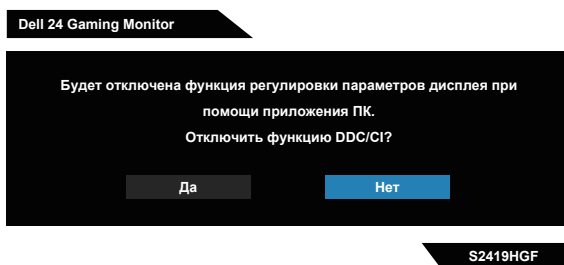 Dell 24 Gaming Monitor
Будет отключена функция регулировки параметров дисплея при
помощи приложения ПК.
Отключить функцию DDC/CI?
Да
Нет
S2419HGF